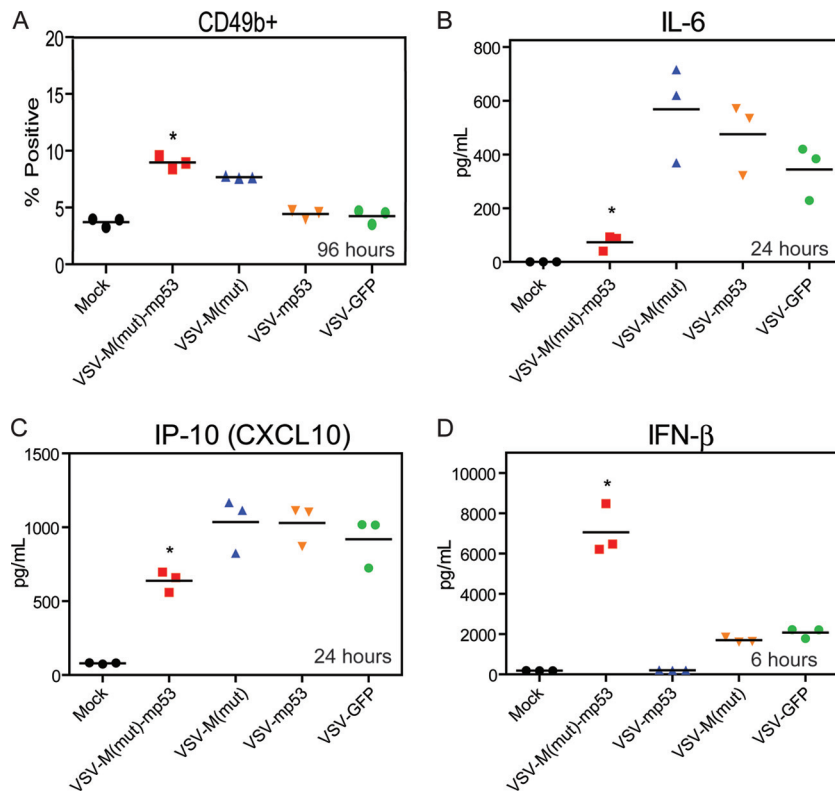 A
CD49b+
% Positive
20
15
10
5
0
*
96 hours
Mock
VSV-M(mut)-mp53
VSV-M(mut)
VSV-mp53
VSV-GFP
B
IL-6
pg/mL
800
600
400
200
0
*
24 hours
Mock
VSV-M(mut)-mp53
VSV-M(mut)
VSV-mp53
VSV-GFP
C
IP-10 (CXCL10)
pg/mL
1500
1000
500
0
*
24 hours
Mock
VSV-M(mut)-mp53
VSV-M(mut)
VSV-mp53
VSV-GFP
D
IFN-β
pg/mL
10000
8000
6000
4000
2000
0
*
6 hours
Mock
VSV-M(mut)-mp53
VSV-mp53
VSV-M(mut)
VSV-GFP